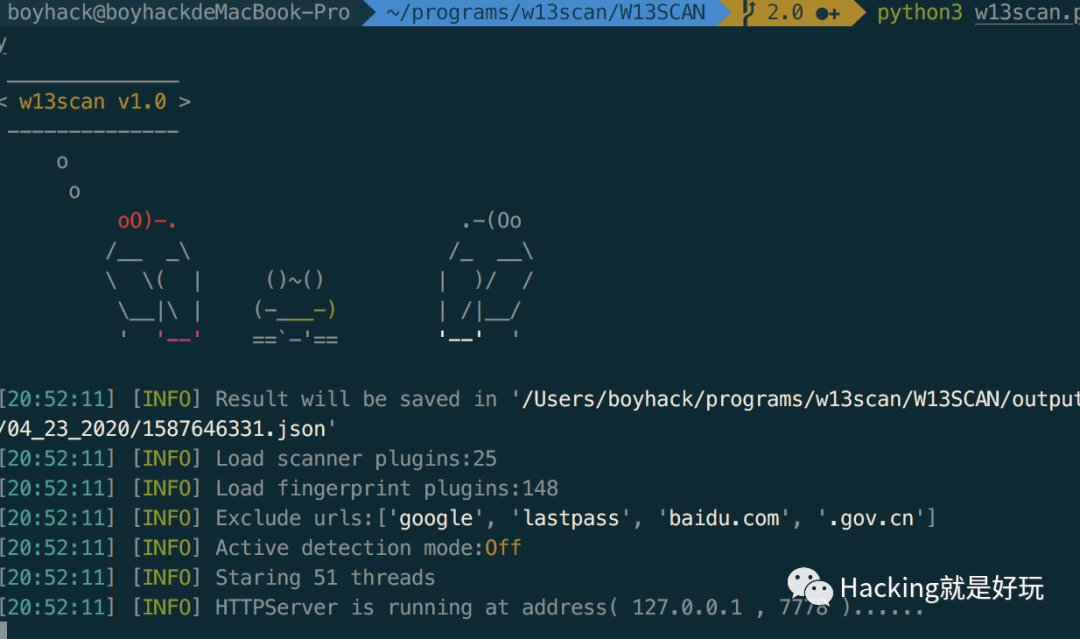 boyhack@boyhackdeMacBook-Pro ~/programs/w13scan/W13SCAN 2.0 ●+ python3 w13scan.p
y
______________
< w13scan v1.0 >
--------------
o
o
oO)-. .-(Oo
/__ _\ /_ __\
\ \( | ()~() | )/ /
\__|\ | (-___-) | /|__/
' '--' ==`-'== '--' '
[20:52:11] [INFO] Result will be saved in '/Users/boyhack/programs/w13scan/W13SCAN/output
/04_23_2020/1587646331.json'
[20:52:11] [INFO] Load scanner plugins:25
[20:52:11] [INFO] Load fingerprint plugins:148
[20:52:11] [INFO] Exclude urls:['google', 'lastpass', 'baidu.com', '.gov.cn']
[20:52:11] [INFO] Active detection mode:Off
[20:52:11] [INFO] Staring 51 threads
[20:52:11] [INFO] HTTPServer is running at address( 127.0.0.1 , 7778 )......
Hacking就是好玩